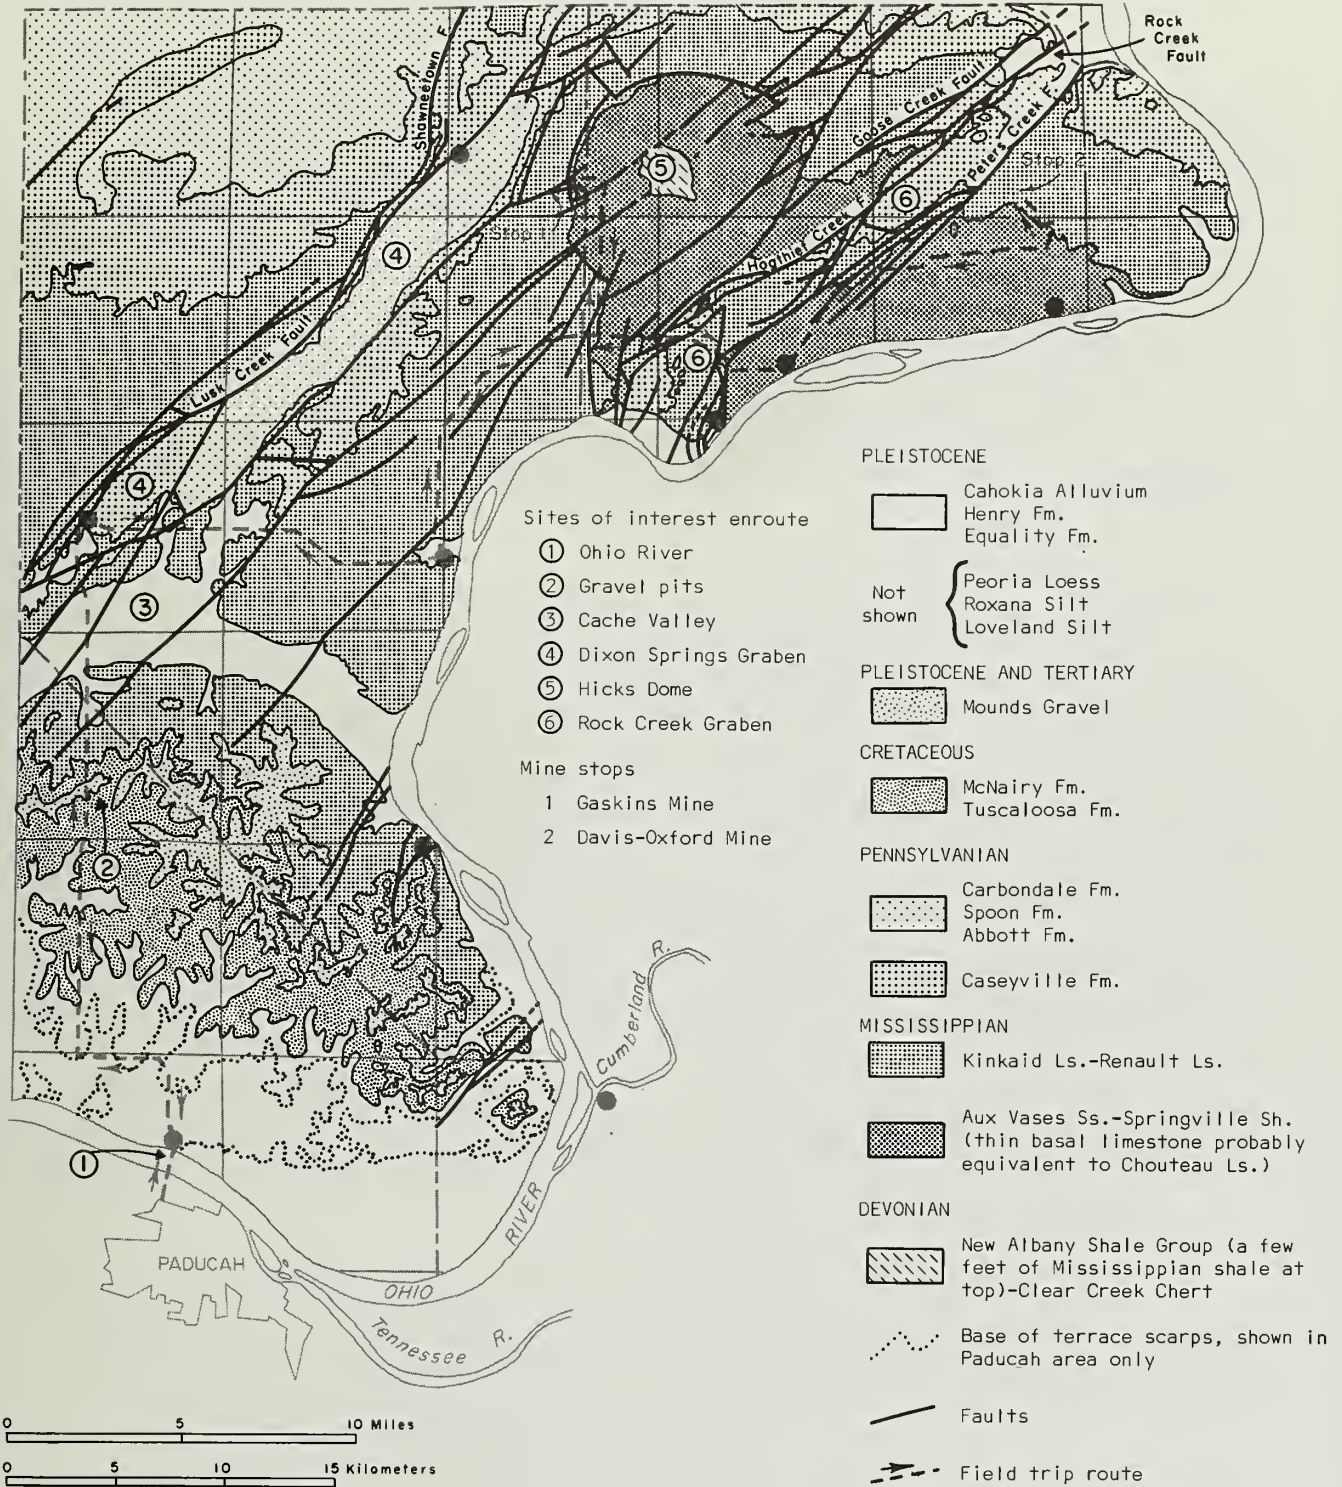 Rock
Creek
Fault
Shawneetown F.
Goose Creek Fault
Peters Creek F.
Stop 2
5
6
4
Stop
Hogthief Creek F.
6
Lusk Creek Fault
4
3
2
1
Cumberland R.
PADUCAH
OHIO
RIVER
Tennessee R.
Sites of interest enroute
1 Ohio River
2 Gravel pits
3 Cache Valley
4 Dixon Springs Graben
5 Hicks Dome
6 Rock Creek Graben
Mine stops
1 Gaskins Mine
2 Davis-Oxford Mine
PLEISTOCENE
Cahokia Alluvium
Henry Fm.
Equality Fm.
Not
shown
Peoria Loess
Roxana Silt
Loveland Silt
PLEISTOCENE AND TERTIARY
Mounds Gravel
CRETACEOUS
McNairy Fm.
Tuscaloosa Fm.
PENNSYLVANIAN
Carbondale Fm.
Spoon Fm.
Abbott Fm.
Caseyville Fm.
MISSISSIPPIAN
Kinkaid Ls.-Renault Ls.
Aux Vases Ss.-Springville Sh.
(thin basal limestone probably
equivalent to Chouteau Ls.)
DEVONIAN
New Albany Shale Group (a few
feet of Mississippian shale at
top)-Clear Creek Chert
Base of terrace scarps, shown in
Paducah area only
Faults
Field trip route
0 5 10 Miles
0 5 10 15 Kilometers